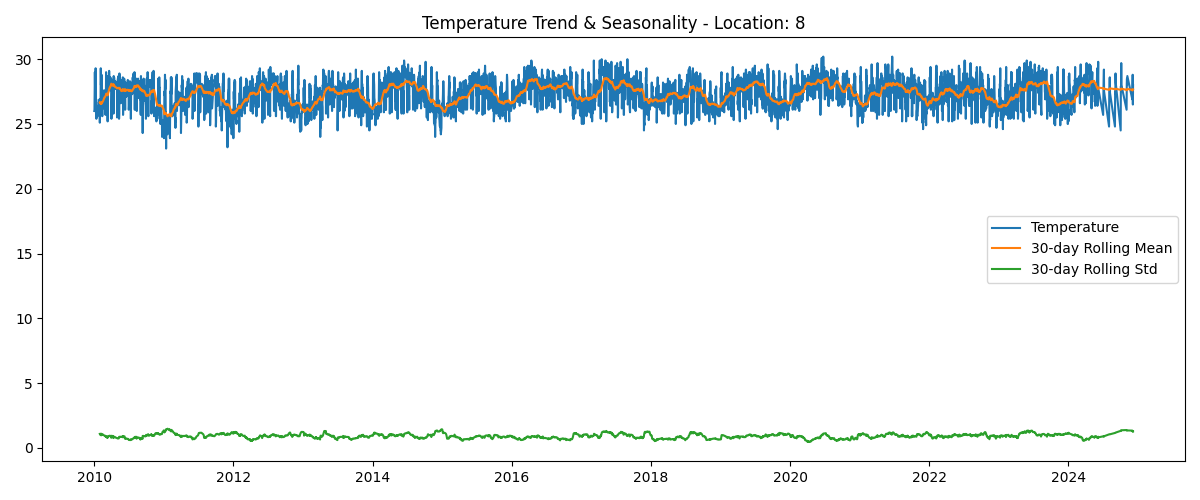 Temperature Trend & Seasonality - Location: 8
30
25
20
15
10
5
0
Temperature
30-day Rolling Mean
30-day Rolling Std
2010 2012 2014 2016 2018 2020 2022 2024